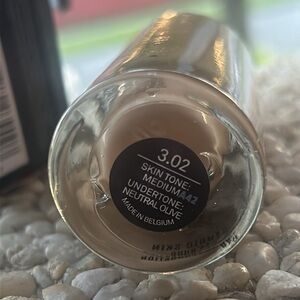 3.02
SKIN TONE:
MEDIUM
UNDERTONE:
NEUTRAL OLIVE
MADE IN BELGIUM